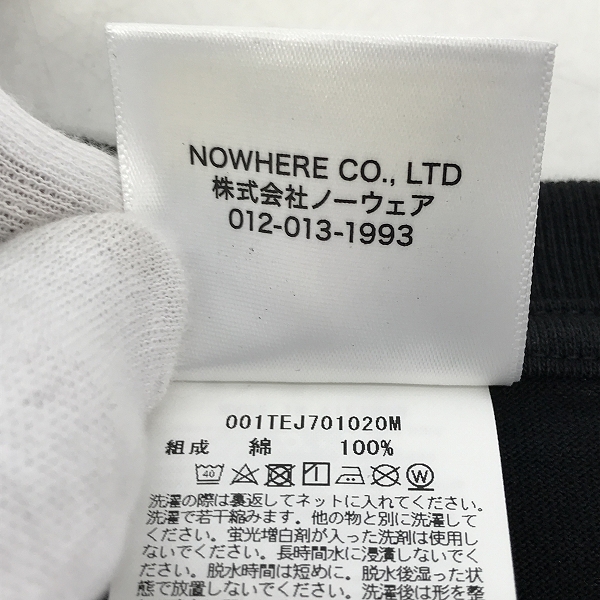 NOWHERE CO., LTD
株式会社ノーウェア
012-013-1993
001TEJ701020M
組成 綿 100%
40 W
洗濯の際は裏返してネットに入れてください。
洗濯で若干縮みます。他の物と別に洗濯して
ください。蛍光増白剤が入った洗剤は使用し
ないでください。長時間水に浸漬しないでく
ださい。脱水時間は短めに。脱水後湿った状
態で放置しないでください。洗濯後は形を整